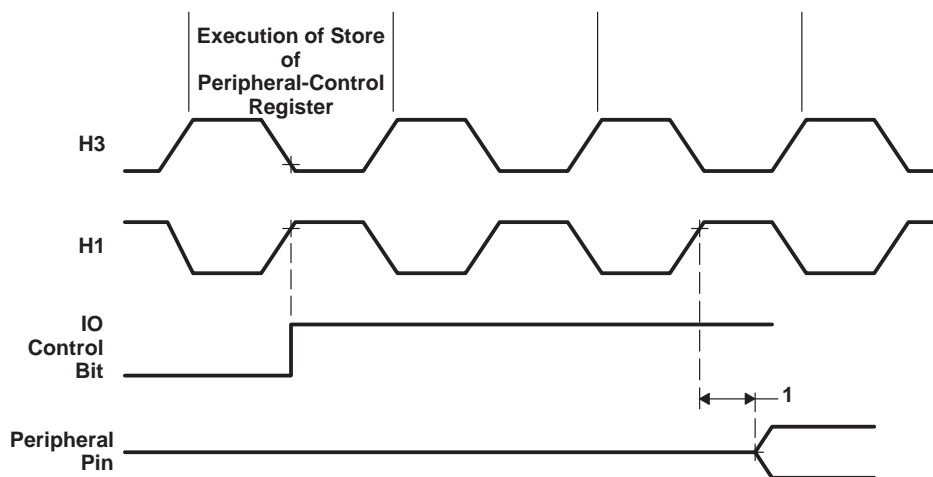 Execution of Store
of
Peripheral-Control
Register
H3
H1
IO
Control
Bit
1
Peripheral
Pin